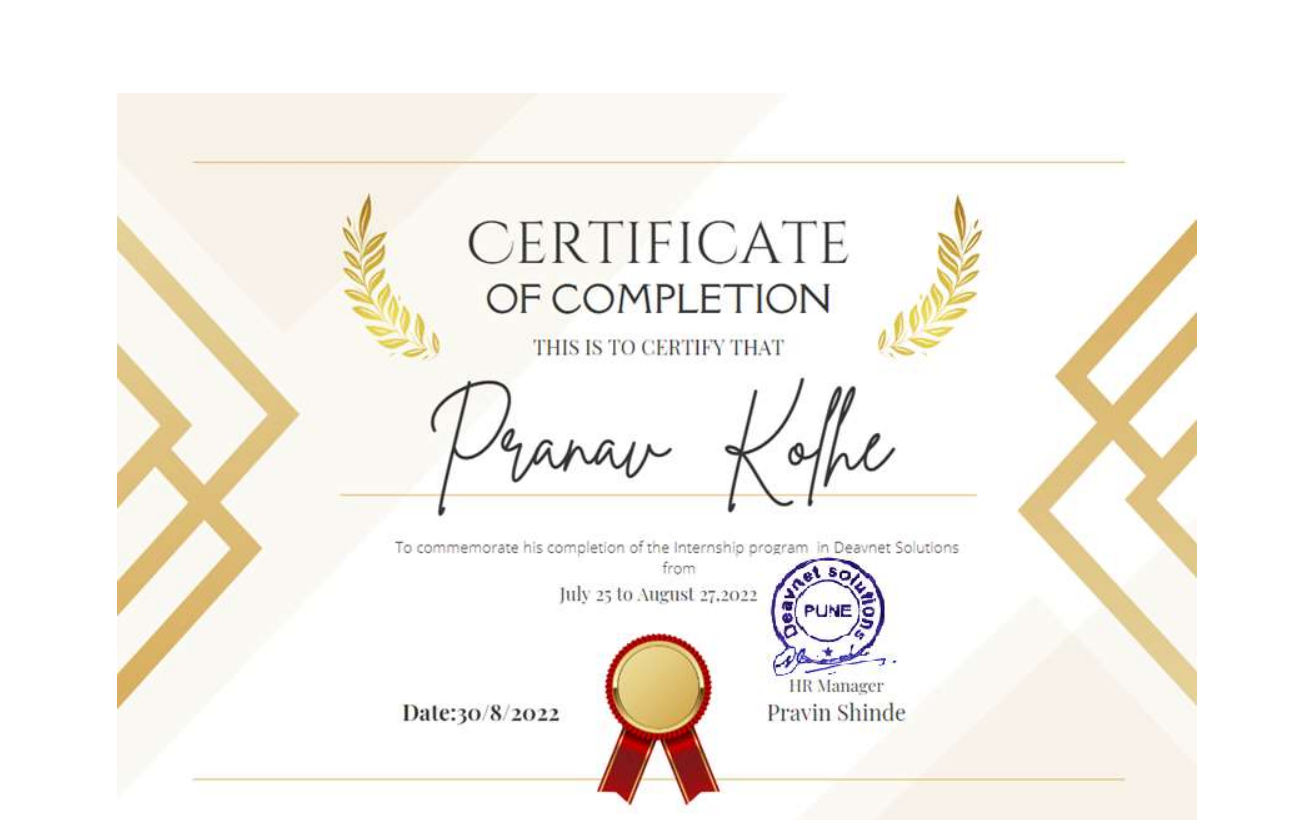 CERTIFICATE
OF COMPLETION
THIS IS TO CERTIFY THAT
Pranav Kolhe
To commemorate his completion of the Internship program in Deavnet Solutions
from
July 25 to August 27,2022
Deavnet solutions
PUNE
HR Manager
Date:30/8/2022
Pravin Shinde